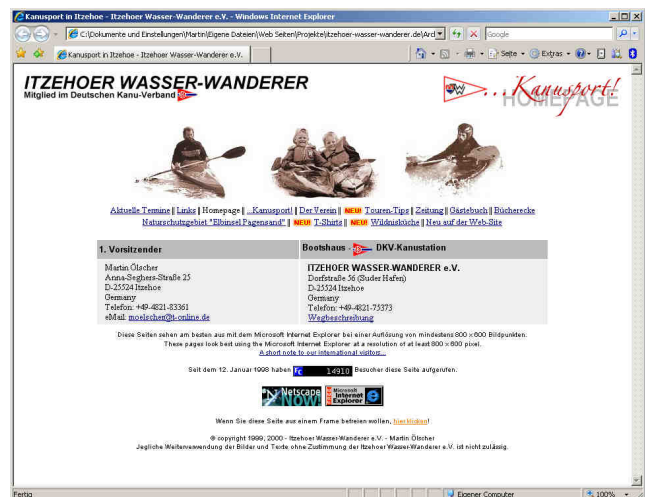 Kanusport in Itzehoe - Itzehoer Wasser-Wanderer e.V. - Windows Internet Explorer
C:\Dokumente und Einstellungen\Martin\Eigene Dateien\Web Seiten\Projekte\itzehoer-wanderer.de\Arc
Google
Kanusport in Itzehoe - Itzehoer Wasser-Wanderer e.V.
Seite Extras
ITZEHOER WASSER-WANDERER
Mitglied im Deutschen Kanu-Verband
...Kanusport!
HOMEPAGE
Aktuelle Termine || Links || Homepage || ...Kanusport! || Der Verein || NEU! Touren-Tips || Zeitung || Gästebuch || Bücherecke
Naturschutzgebiet "Elbinsel Pagensand" || NEU! T-Shirts || NEU! Wildnisküche || Neu auf der Web-Site
1. Vorsitzender
Bootshaus - DKV-Kanustation
Martin Ölscher
Anna-Seghers-Straße 25
D-25524 Itzehoe
Germany
Telefon: +49-4821-83361
eMail: moelscher@t-online.de
ITZEHOER WASSER-WANDERER e.V.
Dorfstraße 56 (Suder Hafen)
D-25524 Itzehoe
Germany
Telefon: +49-4821-75373
Wegbeschreibung
Diese Seiten sehen am besten aus mit dem Microsoft Internet Explorer bei einer Auflösung von mindestens 800 x 600 Bildpunkten.
These pages look best using the Microsoft Internet Explorer at a resolution of at least 800 x 600 pixel.
A short note to our international visitors...
Seit dem 12. Januar 1998 haben FC 14910 Besucher diese Seite aufgerufen.
Netscape NOW!
Microsoft Internet Explorer
Wenn Sie diese Seite aus einem Frame befreien wollen, hier klicken!
© copyright 1999, 2000 - Itzehoer Wasser-Wanderer e.V. - Martin Ölscher
Jegliche Weiterverwendung der Bilder und Texte ohne Zustimmung der Itzehoer Wasser-Wanderer e.V. ist nicht zulässig.
Fertig
Eigener Computer
100%